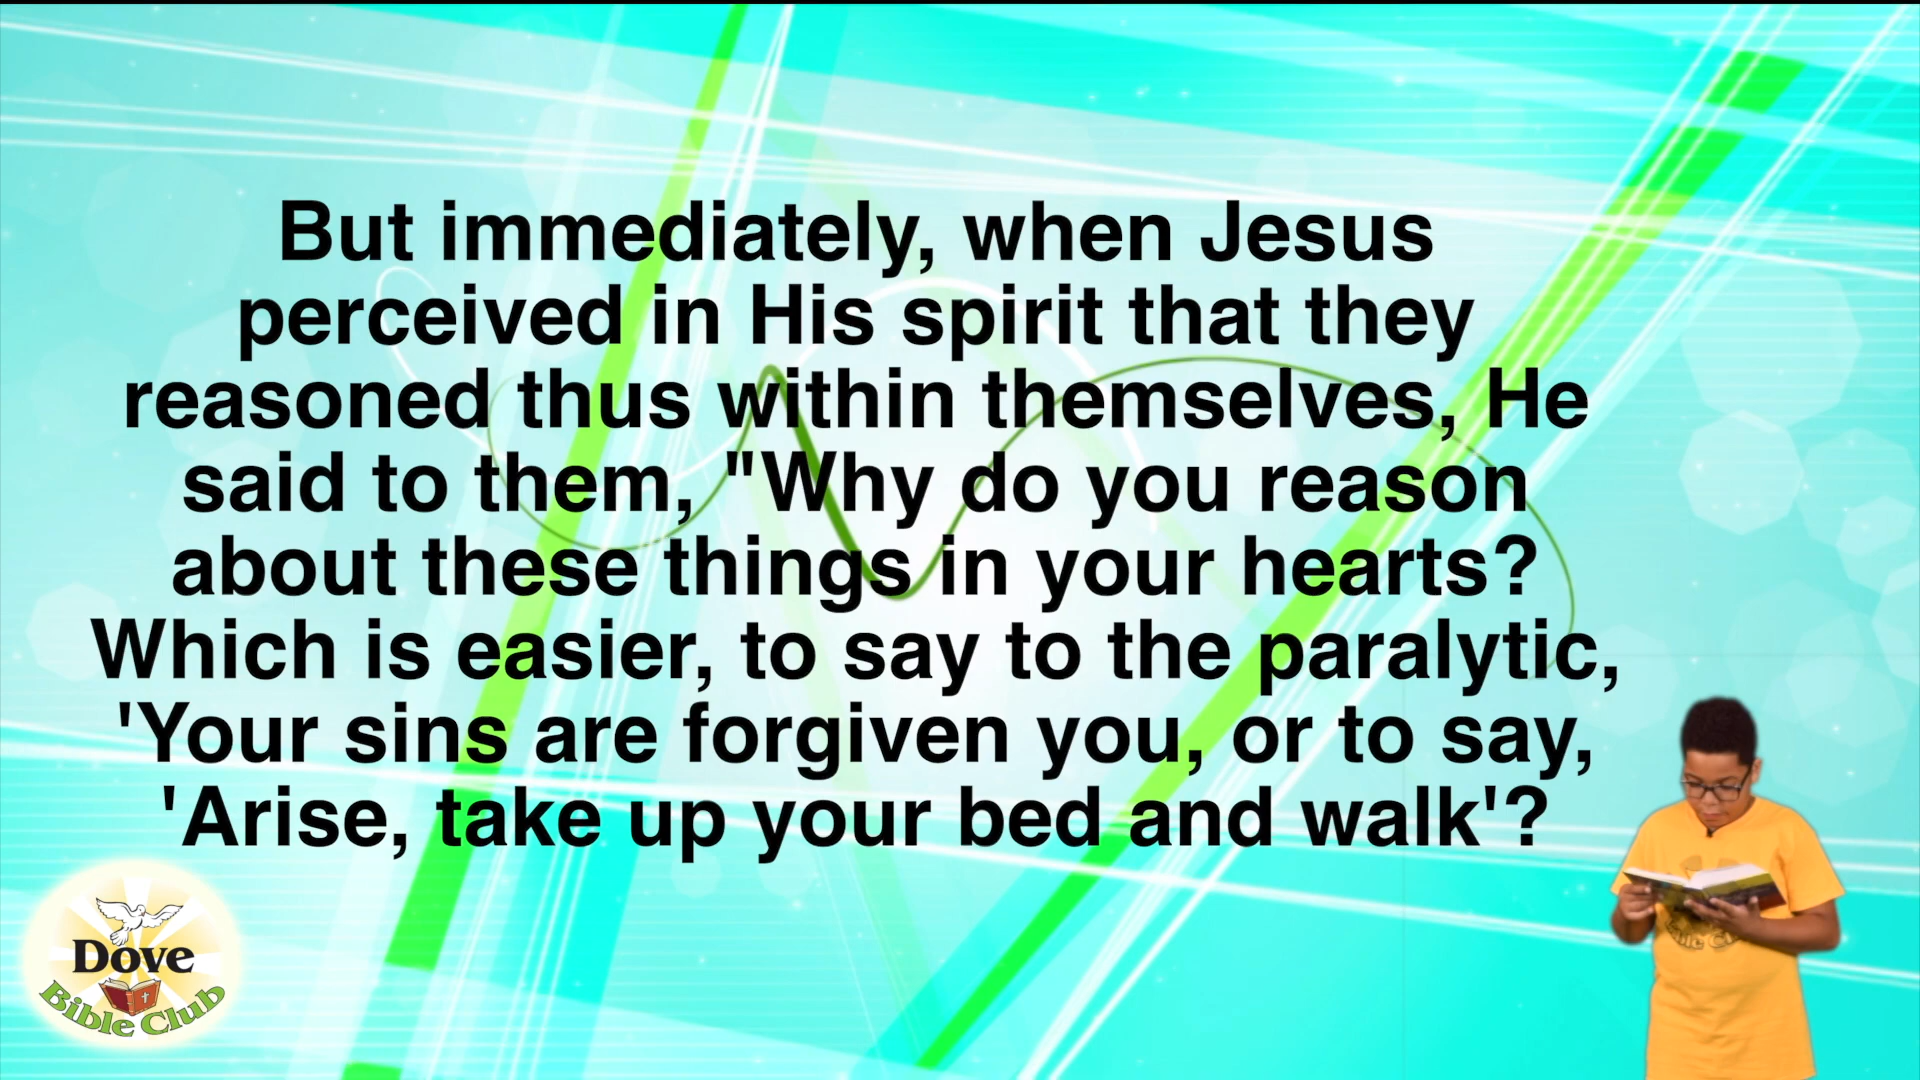 But immediately, when Jesus
perceived in His spirit that they
reasoned thus within themselves, He
said to them, "Why do you reason
about these things in your hearts?
Which is easier, to say to the paralytic,
'Your sins are forgiven you, or to say,
'Arise, take up your bed and walk'?
Dove
Bible Club